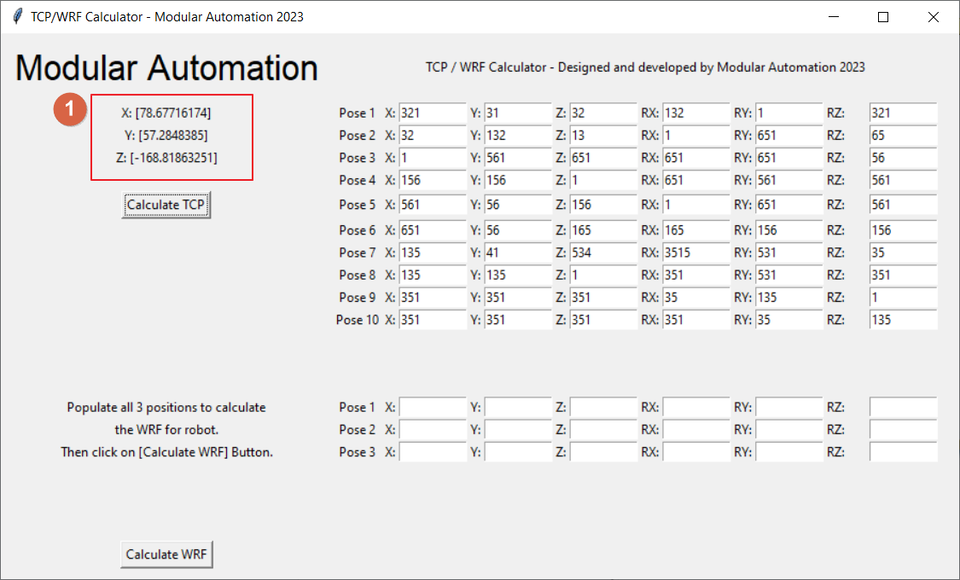 TCP/WRF Calculator - Modular Automation 2023
Modular Automation
TCP / WRF Calculator - Designed and developed by Modular Automation 2023
1
X: [78.67716174]
Y: [57.2848385]
Z: [-168.81863251]
Calculate TCP
Pose 1 X: 321 Y: 31 Z: 32 RX: 132 RY: 1 RZ: 321
Pose 2 X: 32 Y: 132 Z: 13 RX: 1 RY: 651 RZ: 65
Pose 3 X: 1 Y: 561 Z: 651 RX: 651 RY: 651 RZ: 56
Pose 4 X: 156 Y: 156 Z: 1 RX: 651 RY: 561 RZ: 561
Pose 5 X: 561 Y: 56 Z: 156 RX: 1 RY: 651 RZ: 561
Pose 6 X: 651 Y: 56 Z: 165 RX: 165 RY: 156 RZ: 156
Pose 7 X: 135 Y: 41 Z: 534 RX: 3515 RY: 531 RZ: 35
Pose 8 X: 135 Y: 135 Z: 1 RX: 351 RY: 531 RZ: 351
Pose 9 X: 351 Y: 351 Z: 351 RX: 35 RY: 135 RZ: 1
Pose 10 X: 351 Y: 351 Z: 351 RX: 351 RY: 35 RZ: 135
Populate all 3 positions to calculate
the WRF for robot.
Then click on [Calculate WRF] Button.
Pose 1 X: Y: Z: RX: RY: RZ:
Pose 2 X: Y: Z: RX: RY: RZ:
Pose 3 X: Y: Z: RX: RY: RZ:
Calculate WRF